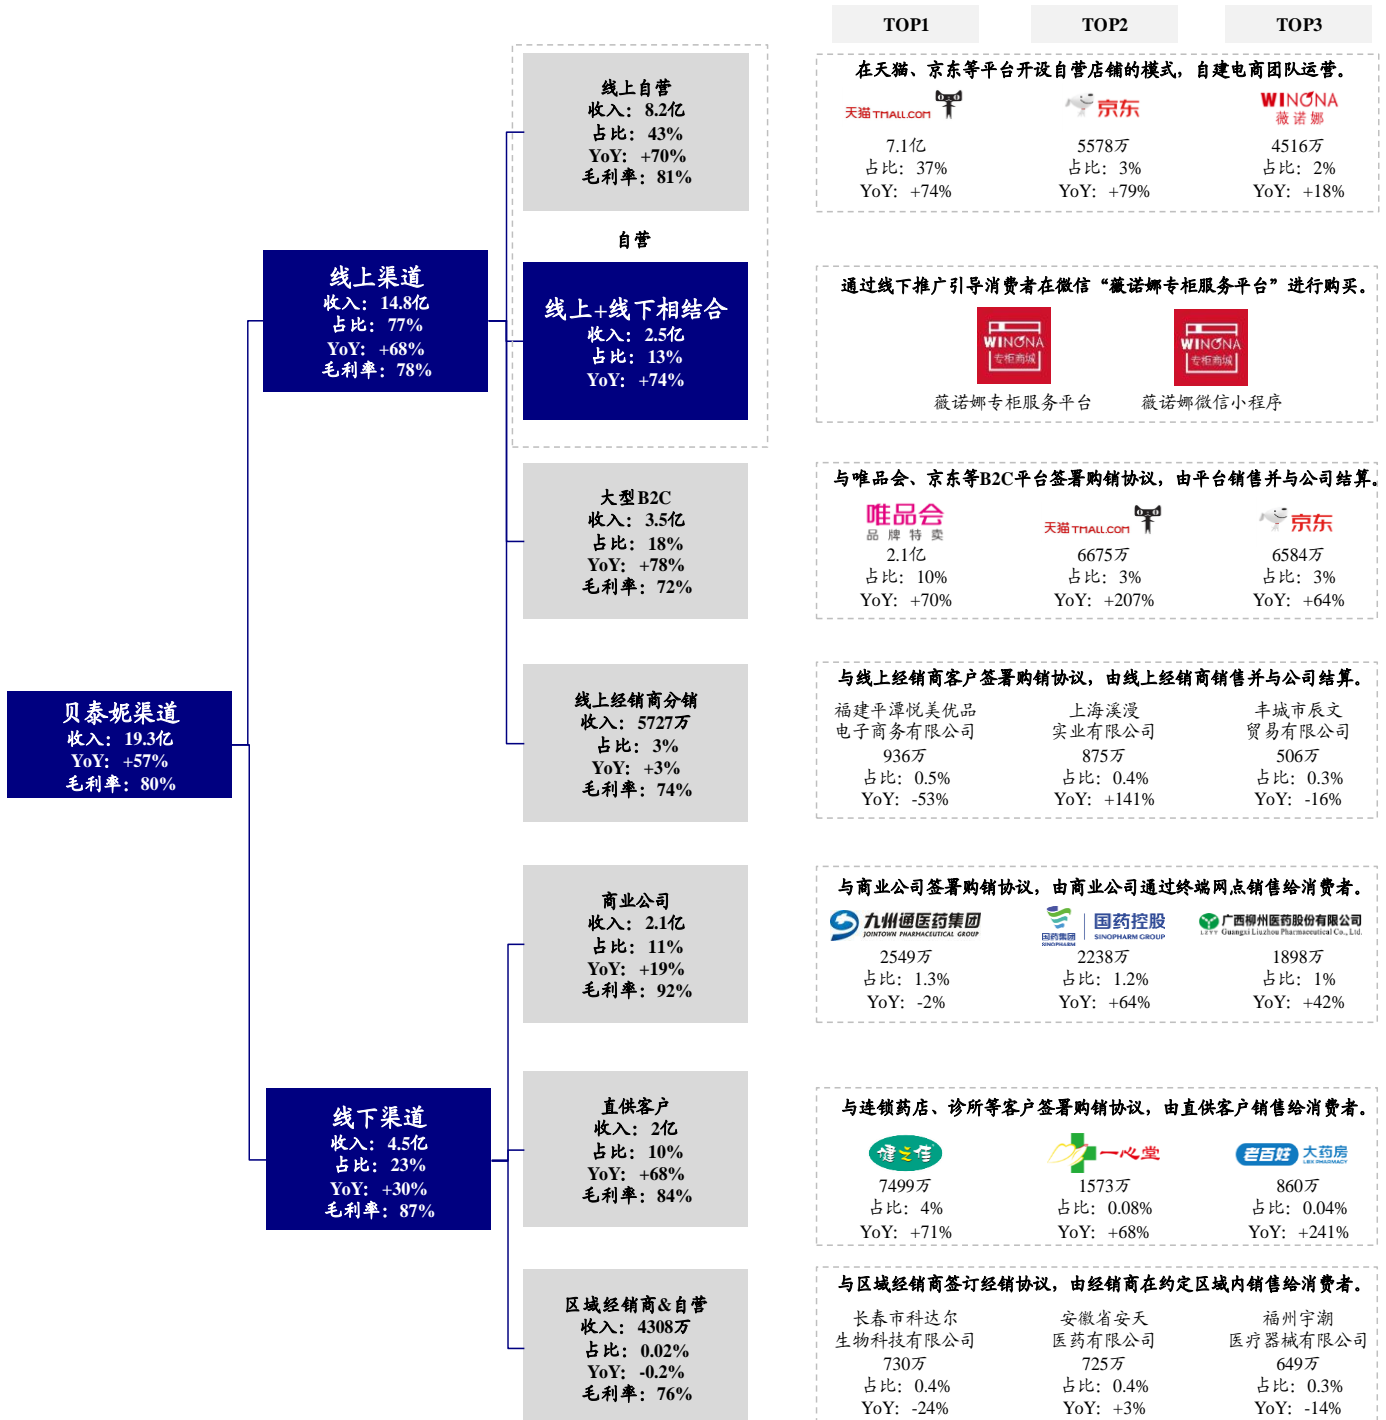 TOP1
TOP2
TOP3
贝泰妮渠道
收入：19.3亿
YoY：+57%
毛利率：80%
线上渠道
收入：14.8亿
占比：77%
YoY：+68%
毛利率：78%
自营
线上自营
收入：8.2亿
占比：43%
YoY：+70%
毛利率：81%
在天猫、京东等平台开设自营店铺的模式，自建电商团队运营。
天猫 TMALL.COM
7.1亿
占比：37%
YoY：+74%
京东
5578万
占比：3%
YoY：+79%
WINONA
薇诺娜
4516万
占比：2%
YoY：+18%
线上+线下相结合
收入：2.5亿
占比：13%
YoY：+74%
通过线下推广引导消费者在微信“薇诺娜专柜服务平台”进行购买。
WINONA
专柜商城
薇诺娜专柜服务平台
WINONA
专柜商城
薇诺娜微信小程序
大型B2C
收入：3.5亿
占比：18%
YoY：+78%
毛利率：72%
与唯品会、京东等B2C平台签署购销协议，由平台销售并与公司结算。
唯品会
品牌特卖
2.1亿
占比：10%
YoY：+70%
天猫 TMALL.COM
6675万
占比：3%
YoY：+207%
京东
6584万
占比：3%
YoY：+64%
线上经销商分销
收入：5727万
占比：3%
YoY：+3%
毛利率：74%
与线上经销商客户签署购销协议，由线上经销商销售并与公司结算。
福建平潭悦美优品
电子商务有限公司
936万
占比：0.5%
YoY：-53%
上海溪漫
实业有限公司
875万
占比：0.4%
YoY：+141%
丰城市辰文
贸易有限公司
506万
占比：0.3%
YoY：-16%
线下渠道
收入：4.5亿
占比：23%
YoY：+30%
毛利率：87%
商业公司
收入：2.1亿
占比：11%
YoY：+19%
毛利率：92%
与商业公司签署购销协议，由商业公司通过终端网点销售给消费者。
九州通医药集团
JOINTOWN PHARMACEUTICAL GROUP
2549万
占比：1.3%
YoY：-2%
国药集团
SINOPHARM
国药控股
SINOPHARM GROUP
2238万
占比：1.2%
YoY：+64%
LZYY
广西柳州医药股份有限公司
Guangxi Liuzhou Pharmaceutical Co., Ltd.
1898万
占比：1%
YoY：+42%
直供客户
收入：2亿
占比：10%
YoY：+68%
毛利率：84%
与连锁药店、诊所等客户签署购销协议，由直供客户销售给消费者。
健之佳
7499万
占比：4%
YoY：+71%
一心堂
1573万
占比：0.08%
YoY：+68%
老百姓 大药房
LBX PHARMACY
860万
占比：0.04%
YoY：+241%
区域经销商&自营
收入：4308万
占比：0.02%
YoY：-0.2%
毛利率：76%
与区域经销商签订经销协议，由经销商在约定区域内销售给消费者。
长春市科达尔
生物科技有限公司
730万
占比：0.4%
YoY：-24%
安徽省安天
医药有限公司
725万
占比：0.4%
YoY：+3%
福州宇潮
医疗器械有限公司
649万
占比：0.3%
YoY：-14%